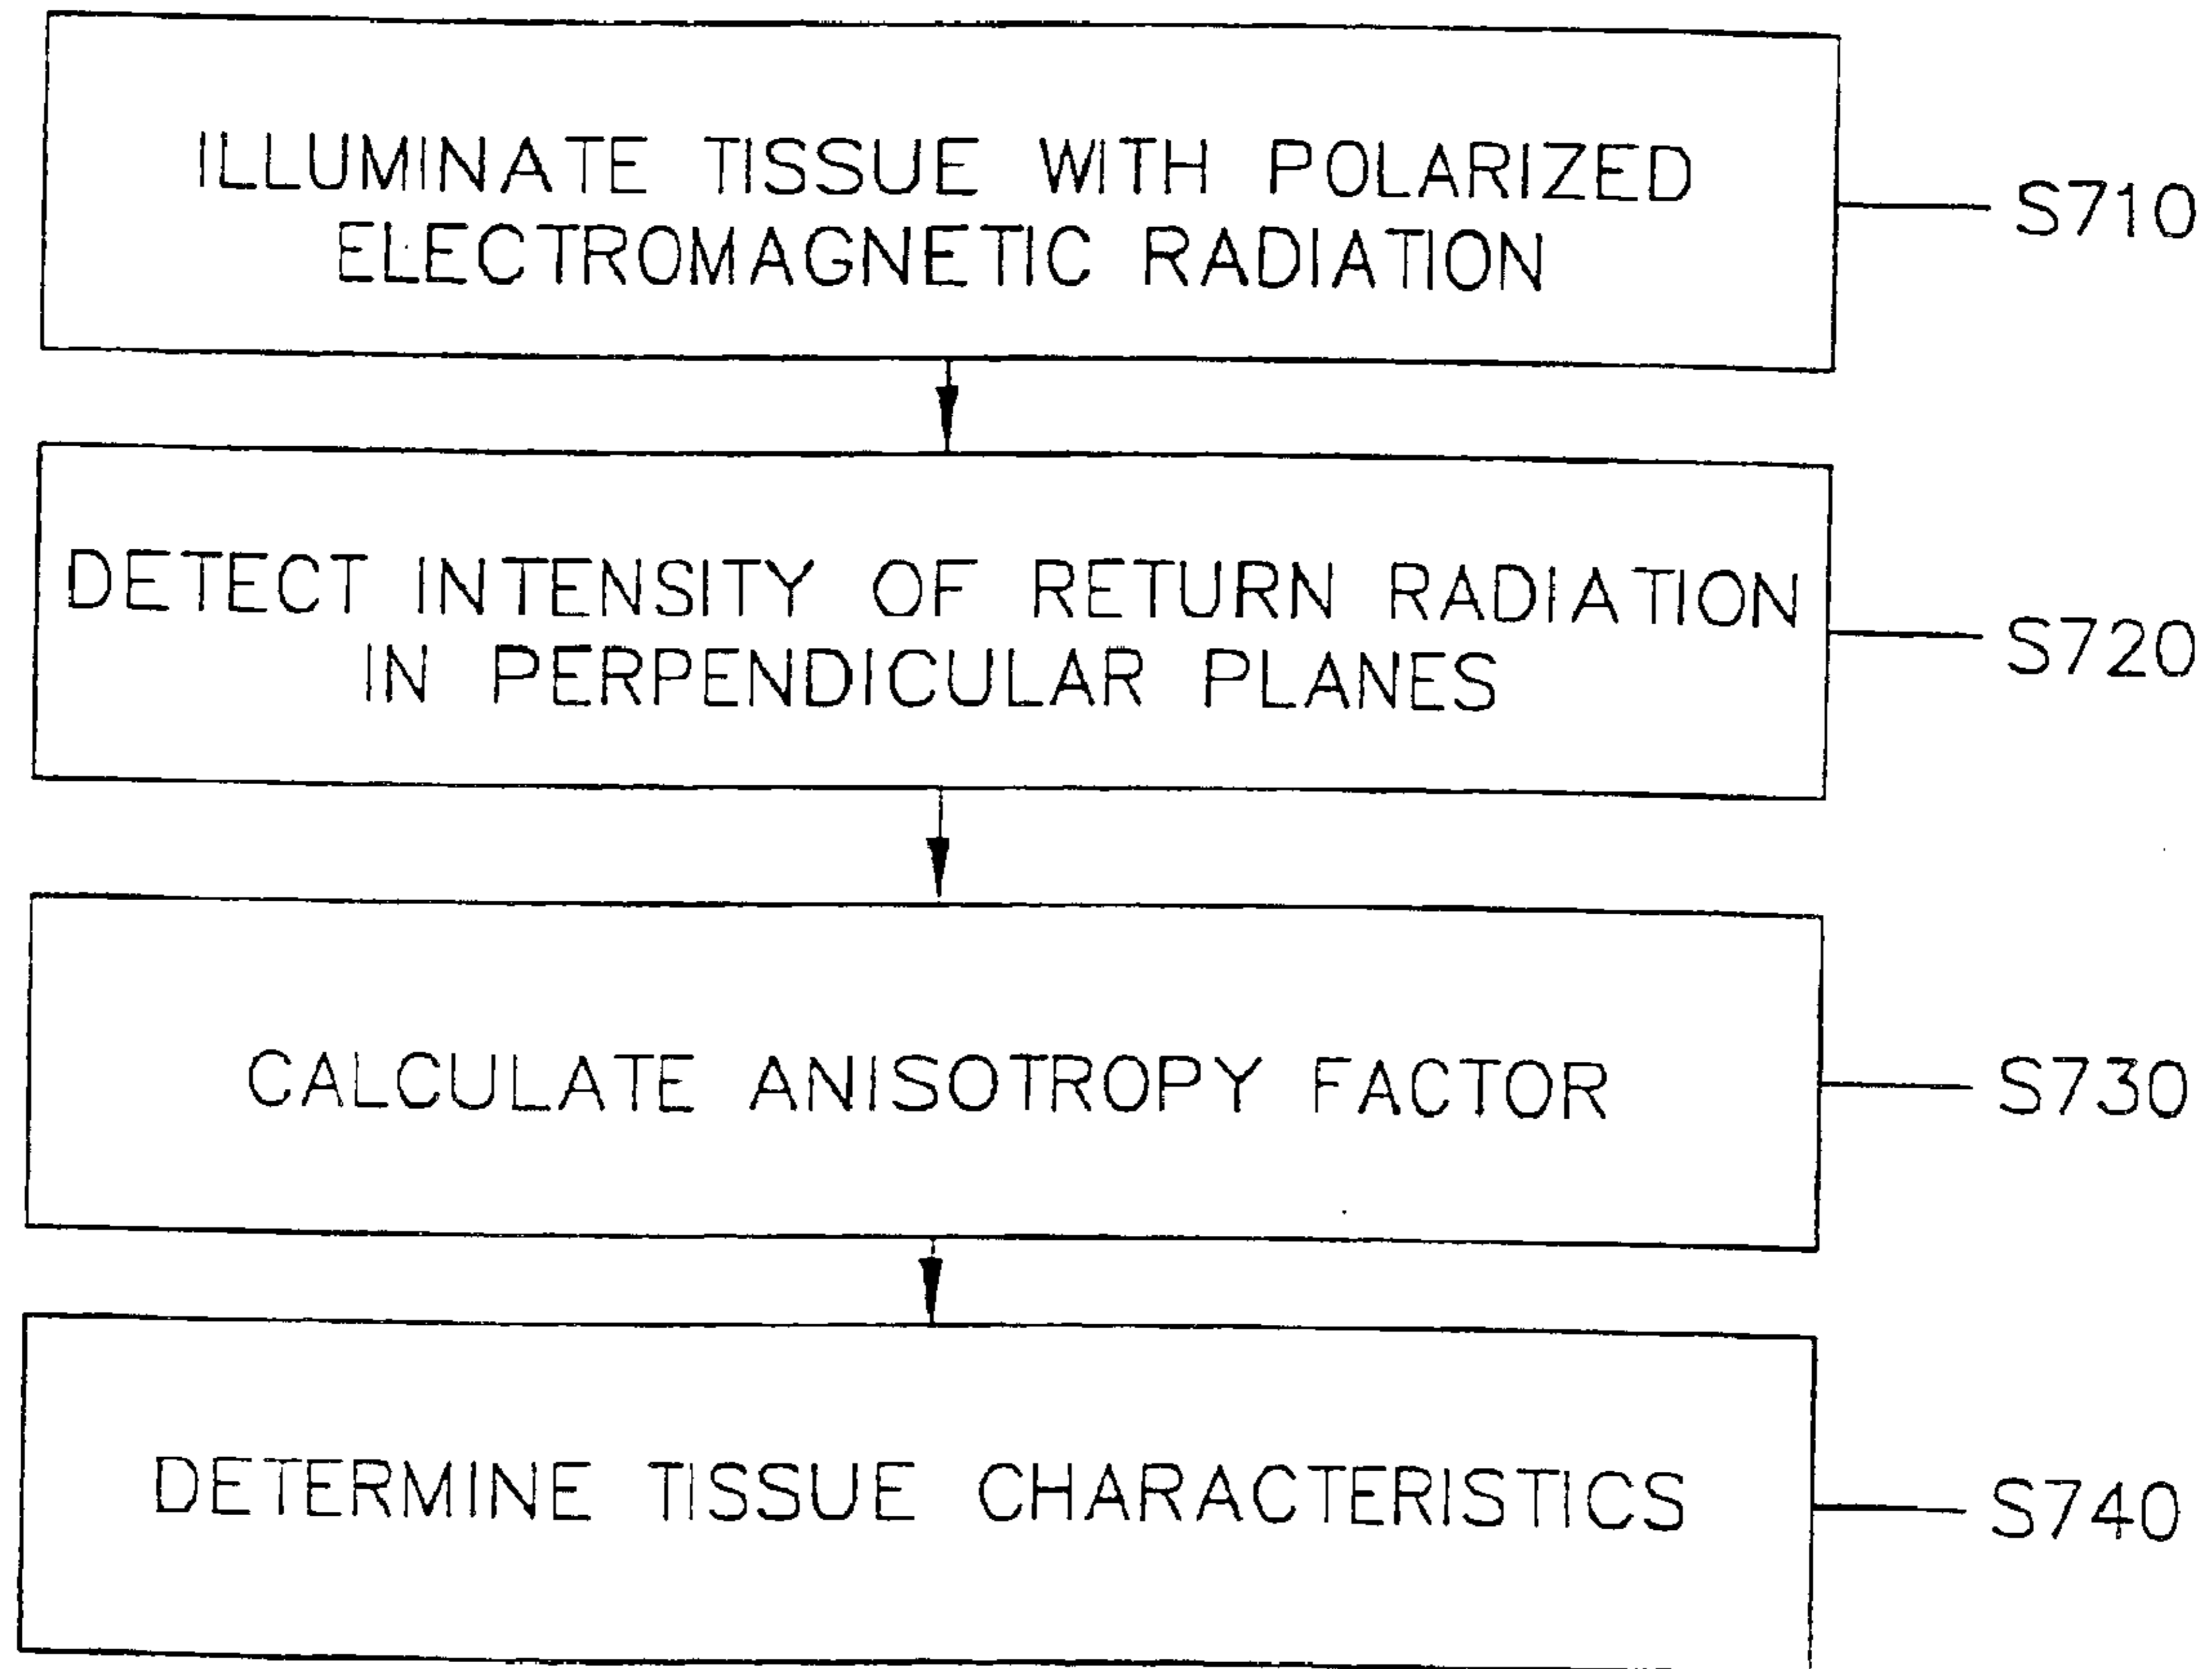 ILLUMINATE TISSUE WITH POLARIZED
ELECTROMAGNETIC RADIATION
S710
DETECT INTENSITY OF RETURN RADIATION
IN PERPENDICULAR PLANES
S720
CALCULATE ANISOTROPY FACTOR
S730
DETERMINE TISSUE CHARACTERISTICS
S740